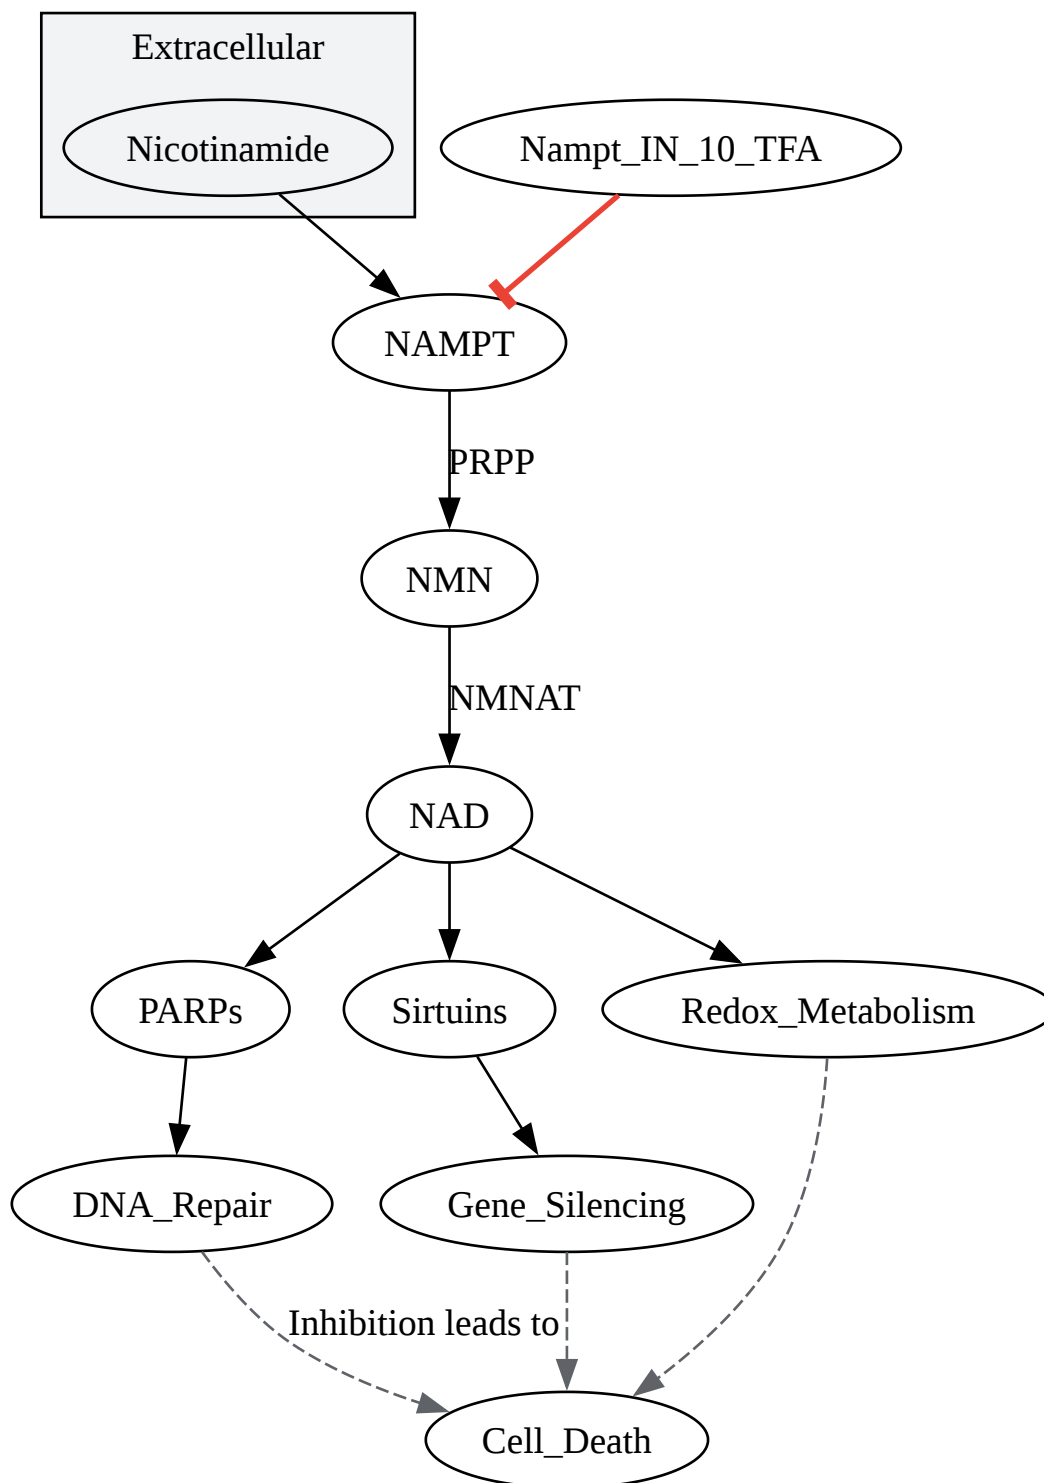 Extracellular
Nicotinamide
Nampt_IN_10_TFA
NAMPT
PRPP
NMN
NMNAT
NAD
PARPs
Sirtuins
Redox_Metabolism
DNA_Repair
Gene_Silencing
Inhibition leads to
Cell_Death